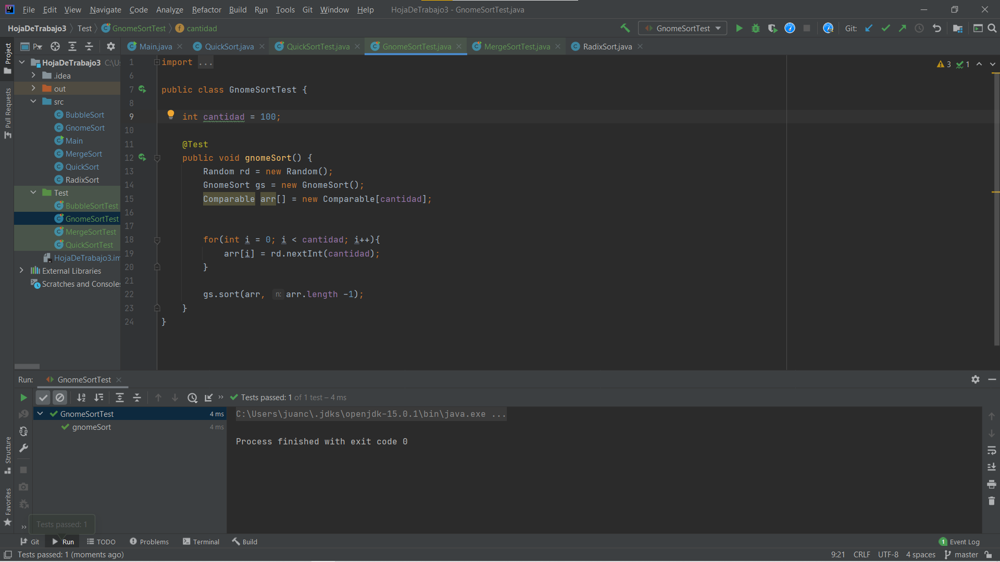 File Edit View Navigate Code Analyze Refactor Build Run Tools Git Window Help HojaDeTrabajo3 - GnomeSortTest.java
HojaDeTrabajo3 Test GnomeSortTest cantidad GnomeSortTest Git:
Project
Pull Requests
P...
Main.java QuickSort.java QuickSortTest.java GnomeSortTest.java MergeSortTest.java RadixSort.java
HojaDeTrabajo3 C:\U
.idea
out
src
BubbleSort
GnomeSort
Main
MergeSort
QuickSort
RadixSort
Test
BubbleSortTest
GnomeSortTest
MergeSortTest
QuickSortTest
HojaDeTrabajo3.im
External Libraries
Scratches and Consoles
3 1
1 import ...
6
7 public class GnomeSortTest {
8
9 int cantidad = 100;
10
11 @Test
12 public void gnomeSort() {
13 Random rd = new Random();
14 GnomeSort gs = new GnomeSort();
15 Comparable arr[] = new Comparable[cantidad];
16
17
18 for(int i = 0; i < cantidad; i++){
19 arr[i] = rd.nextInt(cantidad);
20 }
21
22 gs.sort(arr, n: arr.length -1);
23 }
24 }
Run: GnomeSortTest
Tests passed: 1 of 1 test – 4 ms
GnomeSortTest 4 ms
gnomeSort 4 ms
C:\Users\juanc\.jdks\openjdk-15.0.1\bin\java.exe ...
Process finished with exit code 0
Structure
Favorites
Tests passed: 1
Git Run TODO Problems Terminal Build 1 Event Log
Tests passed: 1 (moments ago) 9:21 CRLF UTF-8 4 spaces master